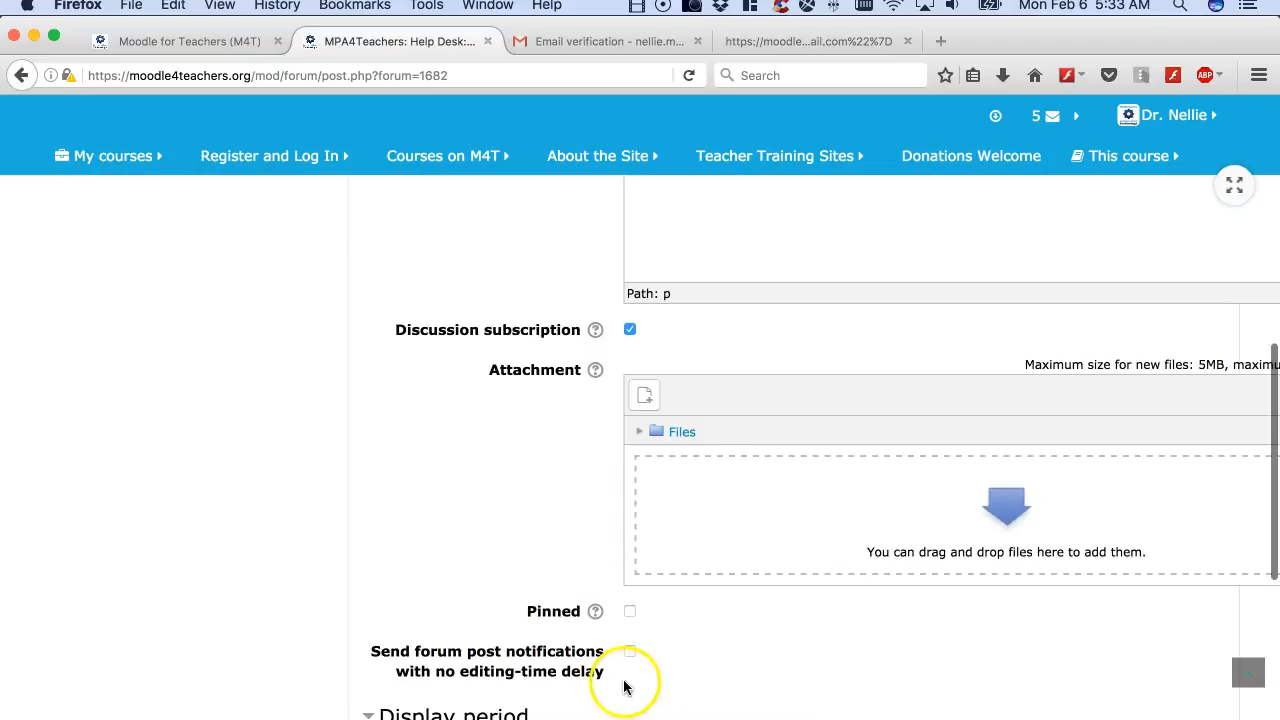 Firefox File Edit View History Bookmarks Tools Window Help Mon Feb 6 5:33 AM
Moodle for Teachers (M4T) MPA4Teachers: Help Desk:... Email verification - nellie.m... https://moodle...ail.com%22%7D
https://moodle4teachers.org/mod/forum/post.php?forum=1682 Search ABP
5 Dr. Nellie
My courses Register and Log In Courses on M4T About the Site Teacher Training Sites Donations Welcome This course
Path: p
Discussion subscription ?
Maximum size for new files: 5MB, maximu
Attachment ?
Files
You can drag and drop files here to add them.
Pinned ?
Send forum post notifications
with no editing-time delay
Display period